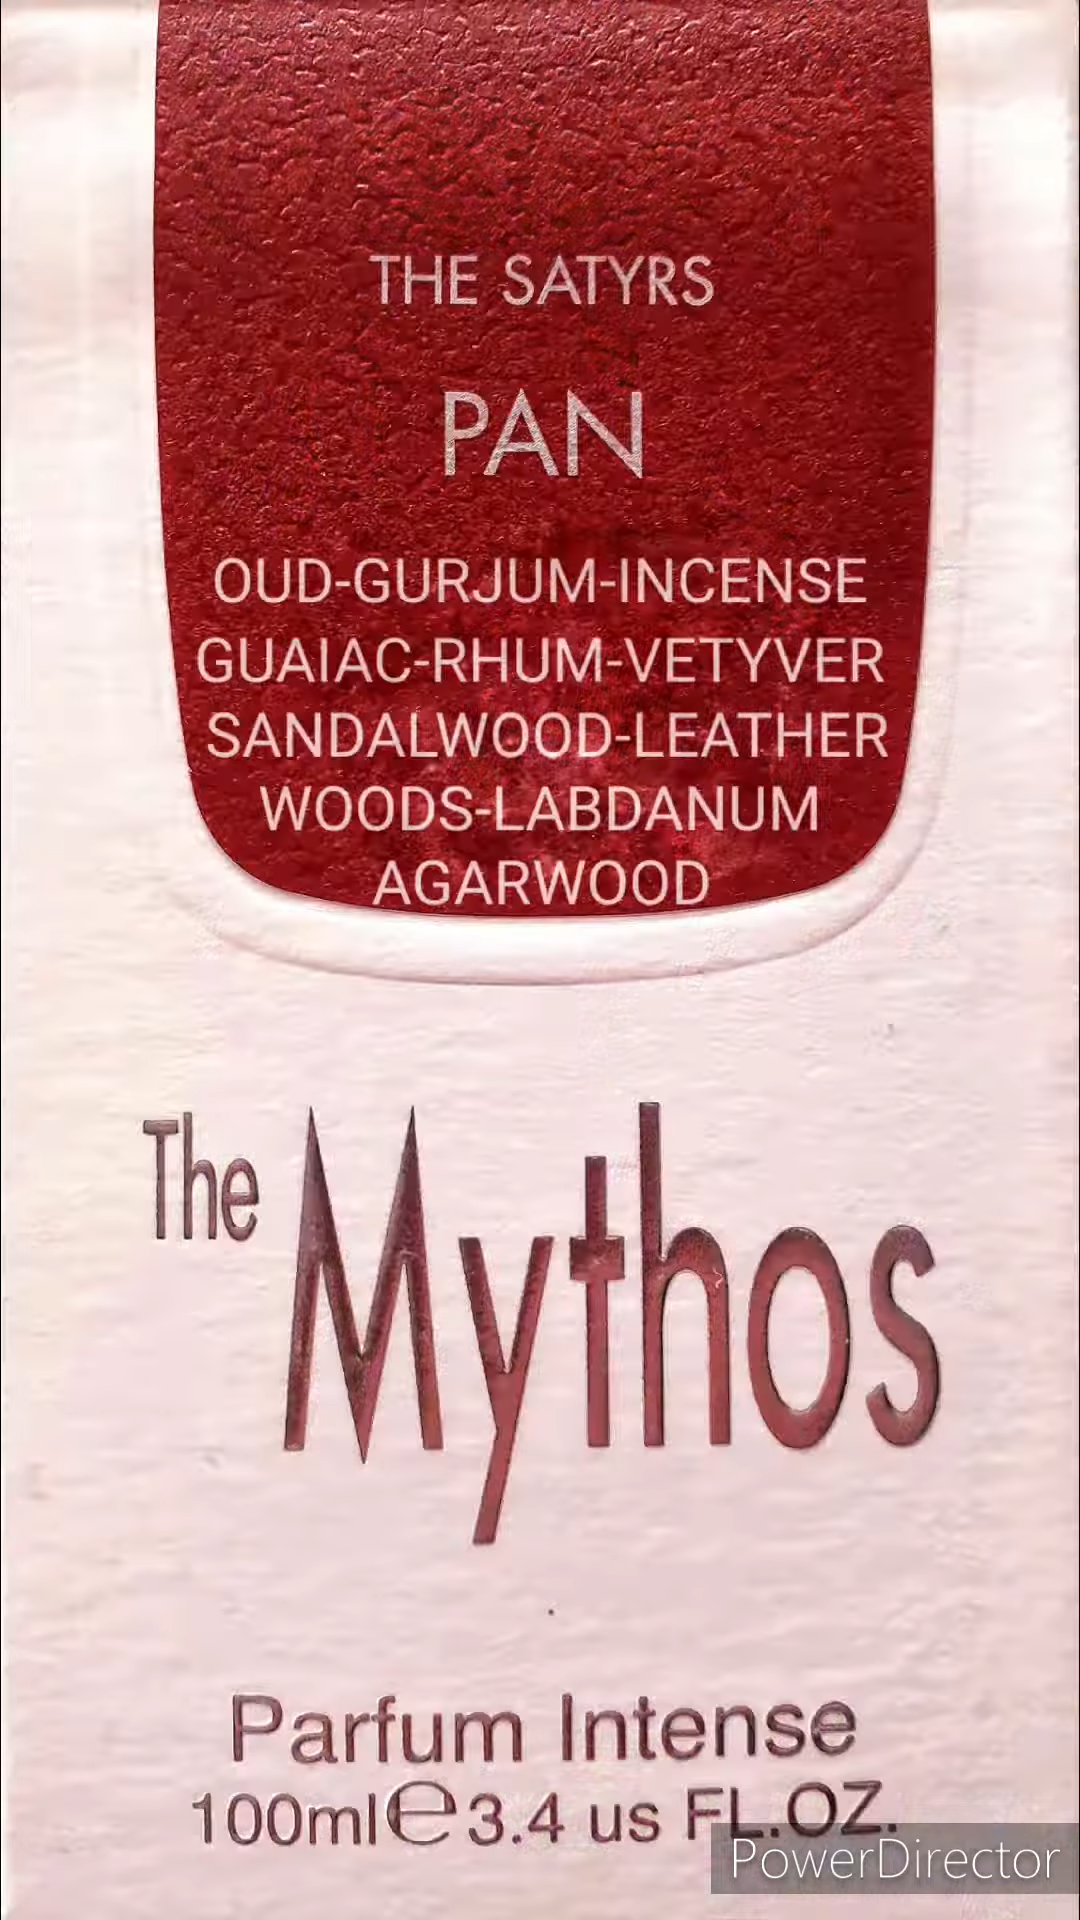 THE SATYRS
PAN
OUD-GURJUM-INCENSE
GUAIAC-RHUM-VETYVER
SANDALWOOD-LEATHER
WOODS-LABDANUM
AGARWOOD
The Mythos
Parfum Intense
100ml℮3.4 us FL.OZ.
PowerDirector